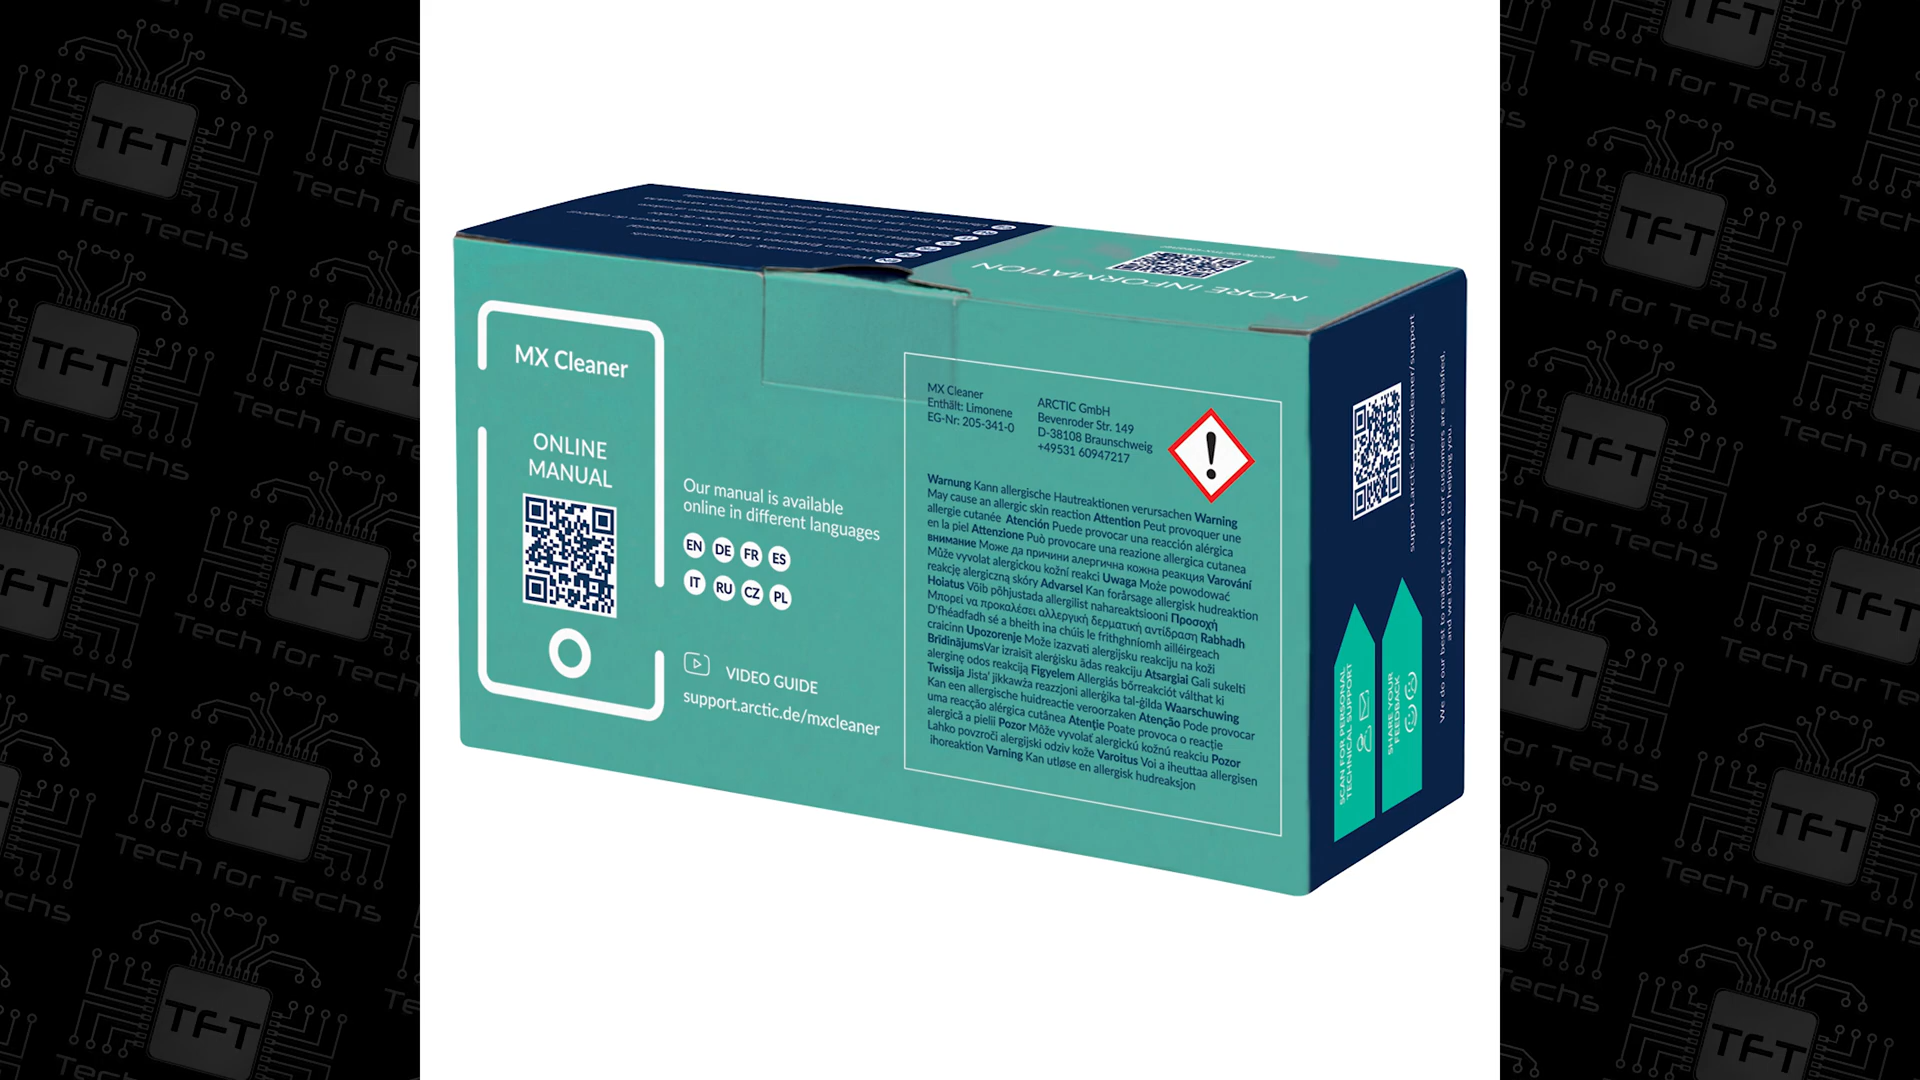 MORE INFORMATION
MX Cleaner
ONLINE
MANUAL
Our manual is available
online in different languages
EN DE FR ES
IT RU CZ PL
VIDEO GUIDE
support.arctic.de/mxcleaner
MX Cleaner
Enthält: Limonene
EG-Nr: 205-341-0
ARCTIC GmbH
Bevenroder Str. 149
D-38108 Braunschweig
+49531 60947217
Warnung Kann allergische Hautreaktionen verursachen Warning
May cause an allergic skin reaction Attention Peut provoquer une
allergie cutanée Atención Puede provocar una reacción alérgica
en la piel Attenzione Può provocare una reazione allergica cutanea
внимание Може да причини алергична кожна реакция Varování
Může vyvolat alergickou kožní reakci Uwaga Może powodować
reakcję alergiczną skóry Advarsel Kan forårsage allergisk hudreaktion
Hoiatus Võib põhjustada allergilist nahareaktsiooni Προσοχή
Μπορεί να προκαλέσει αλλεργική δερματική αντίδραση Rabhadh
D'fhéadfadh sé a bheith ina chúis le frithghníomh ailléirgeach
craicinn Upozorenje Može izazvati alergijsku reakciju na koži
BrīdinājumsVar izraisīt alerģisku ādas reakciju Atsargiai Gali sukelti
alerginę odos reakciją Figyelem Allergiás bőrreakciót válthat ki
Twissija Jista' jikkawża reazzjoni allerġika tal-ġilda Waarschuwing
Kan een allergische huidreactie veroorzaken Atenção Pode provocar
uma reacção alérgica cutânea Atenţie Poate provoca o reacţie
alergică a pielii Pozor Môže vyvolať alergickú kožnú reakciu Pozor
Lahko povzroči alergijski odziv kože Varoitus Voi a iheuttaa allergisen
ihoreaktion Varning Kan utløse en allergisk hudreaksjon
SCAN FOR PERSONAL
TECHNICAL SUPPORT
SHARE YOUR
FEEDBACK
support.arctic.de/mxcleaner/support
We do our best to make sure that our customers are satisfied,
and we look forward to helping you.
TFT
Tech for Techs